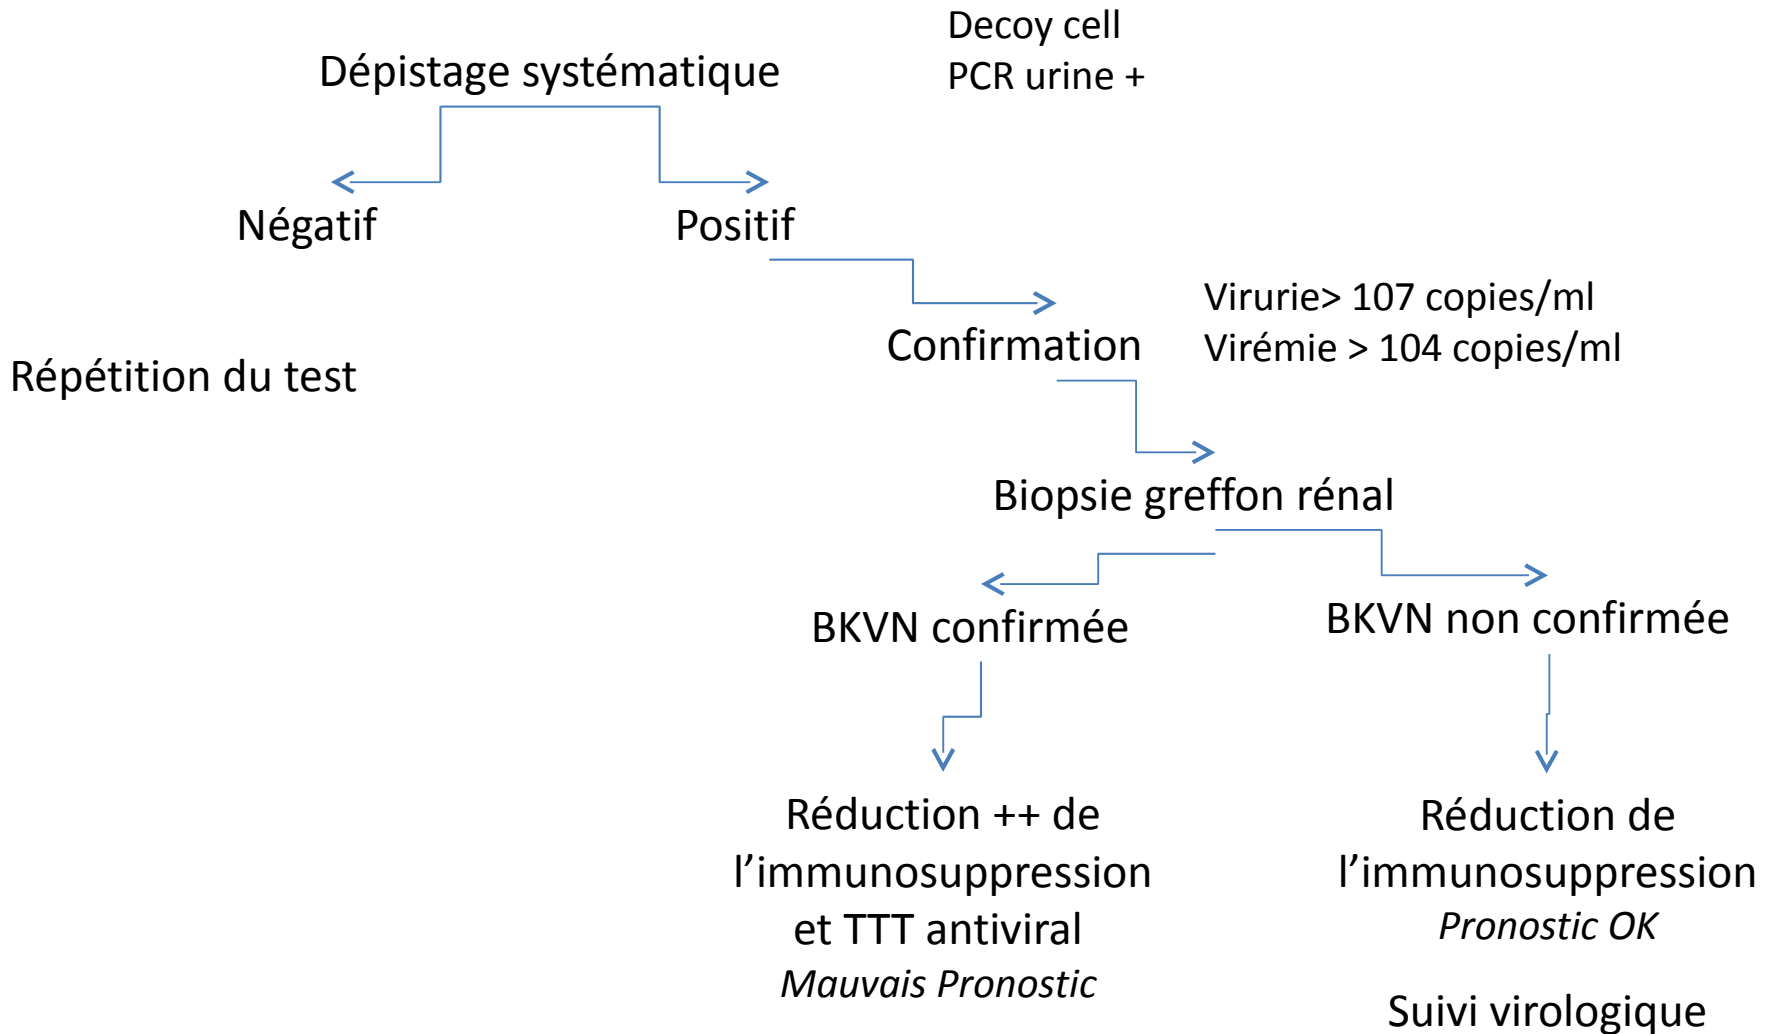 Decoy cell
PCR urine +
Dépistage systématique
Négatif
Positif
Virurie> 107 copies/ml
Virémie > 104 copies/ml
Confirmation
Répétition du test
Biopsie greffon rénal
BKVN confirmée
BKVN non confirmée
Réduction ++ de
l’immunosuppression
et TTT antiviral
Mauvais Pronostic
Réduction de
l’immunosuppression
Pronostic OK
Suivi virologique